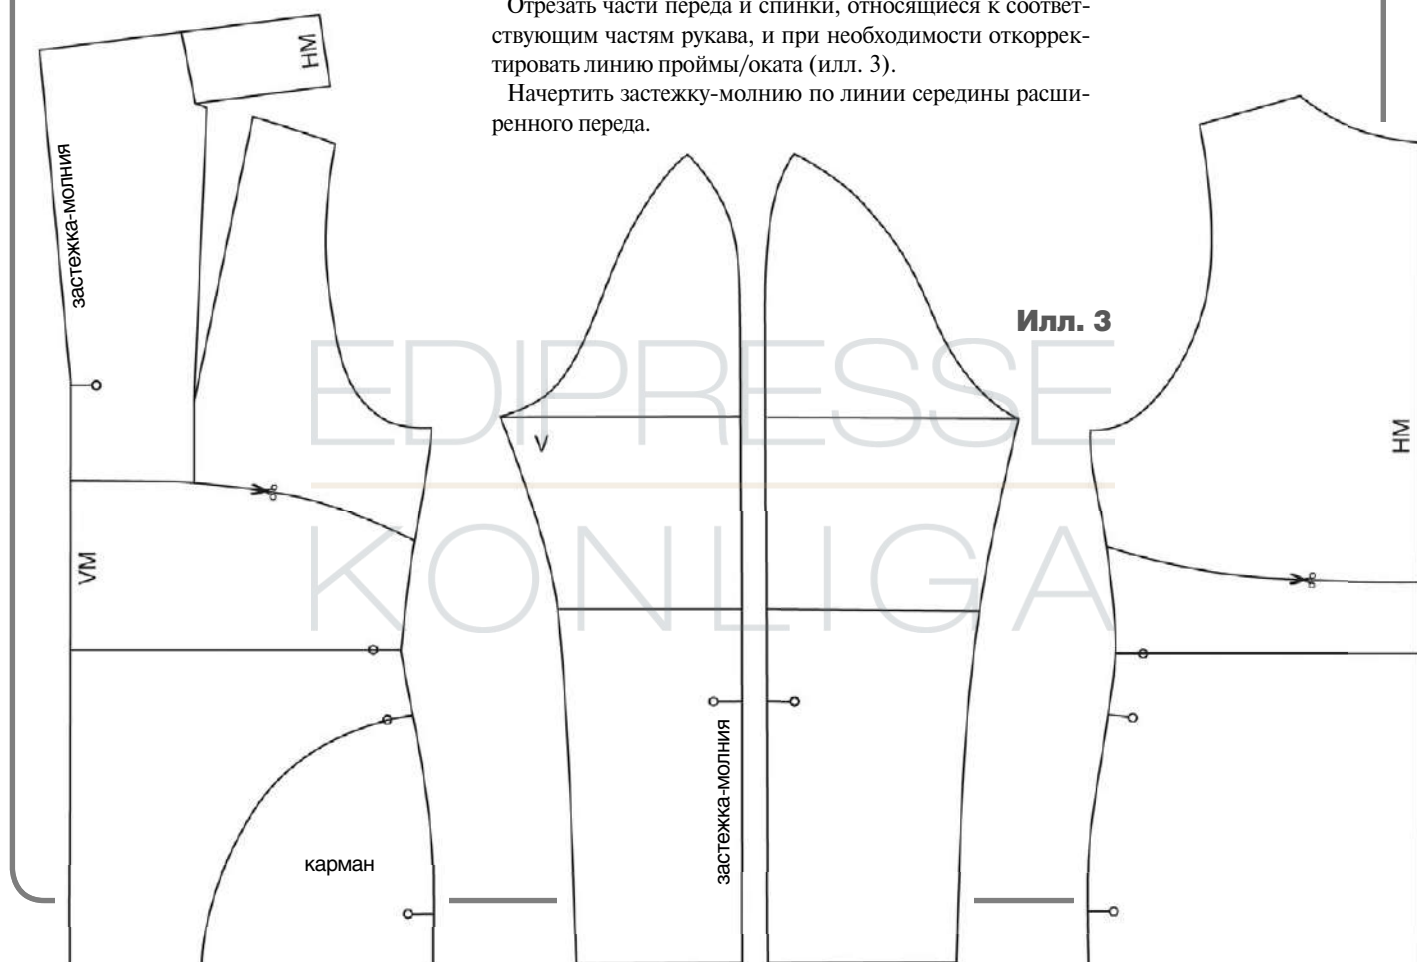 Отрезать части переда и спинки, относящиеся к соответ-
ствующим частям рукава, и при необходимости откоррек-
тировать линию проймы/оката (илл. 3).
Начертить застежку-молнию по линии середины расши-
ренного переда.
НМ
застежка-молния
Илл. 3
EDIPRESSE
KONLIGA
V
НМ
VM
застежка-молния
карман